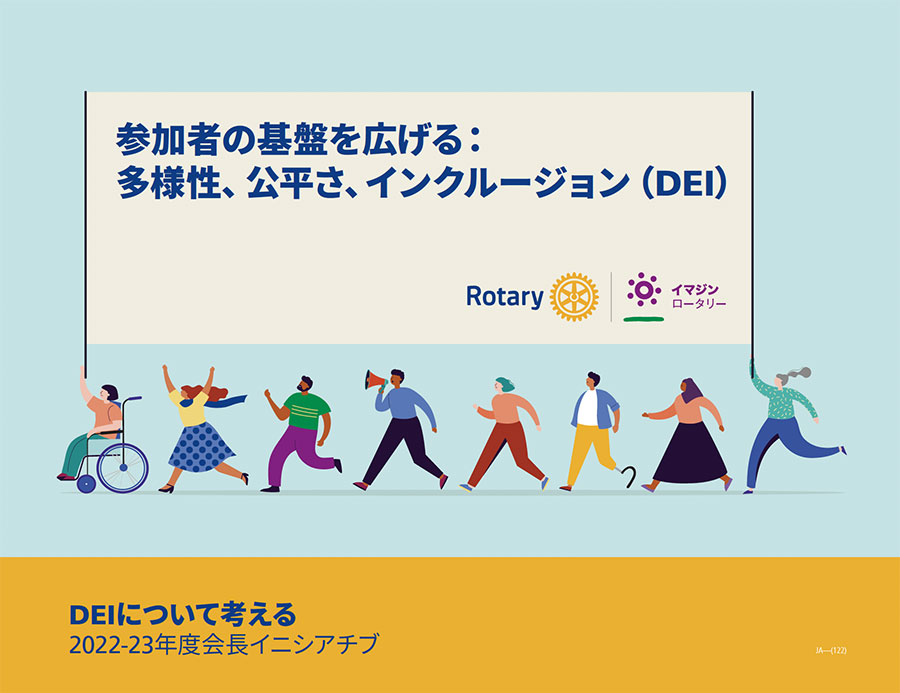 参加者の基盤を広げる：
多様性、公平さ、インクルージョン（DEI）
Rotary
イマジン
ロータリー
DEIについて考える
2022-23年度会長イニシアチブ
JA—(122)